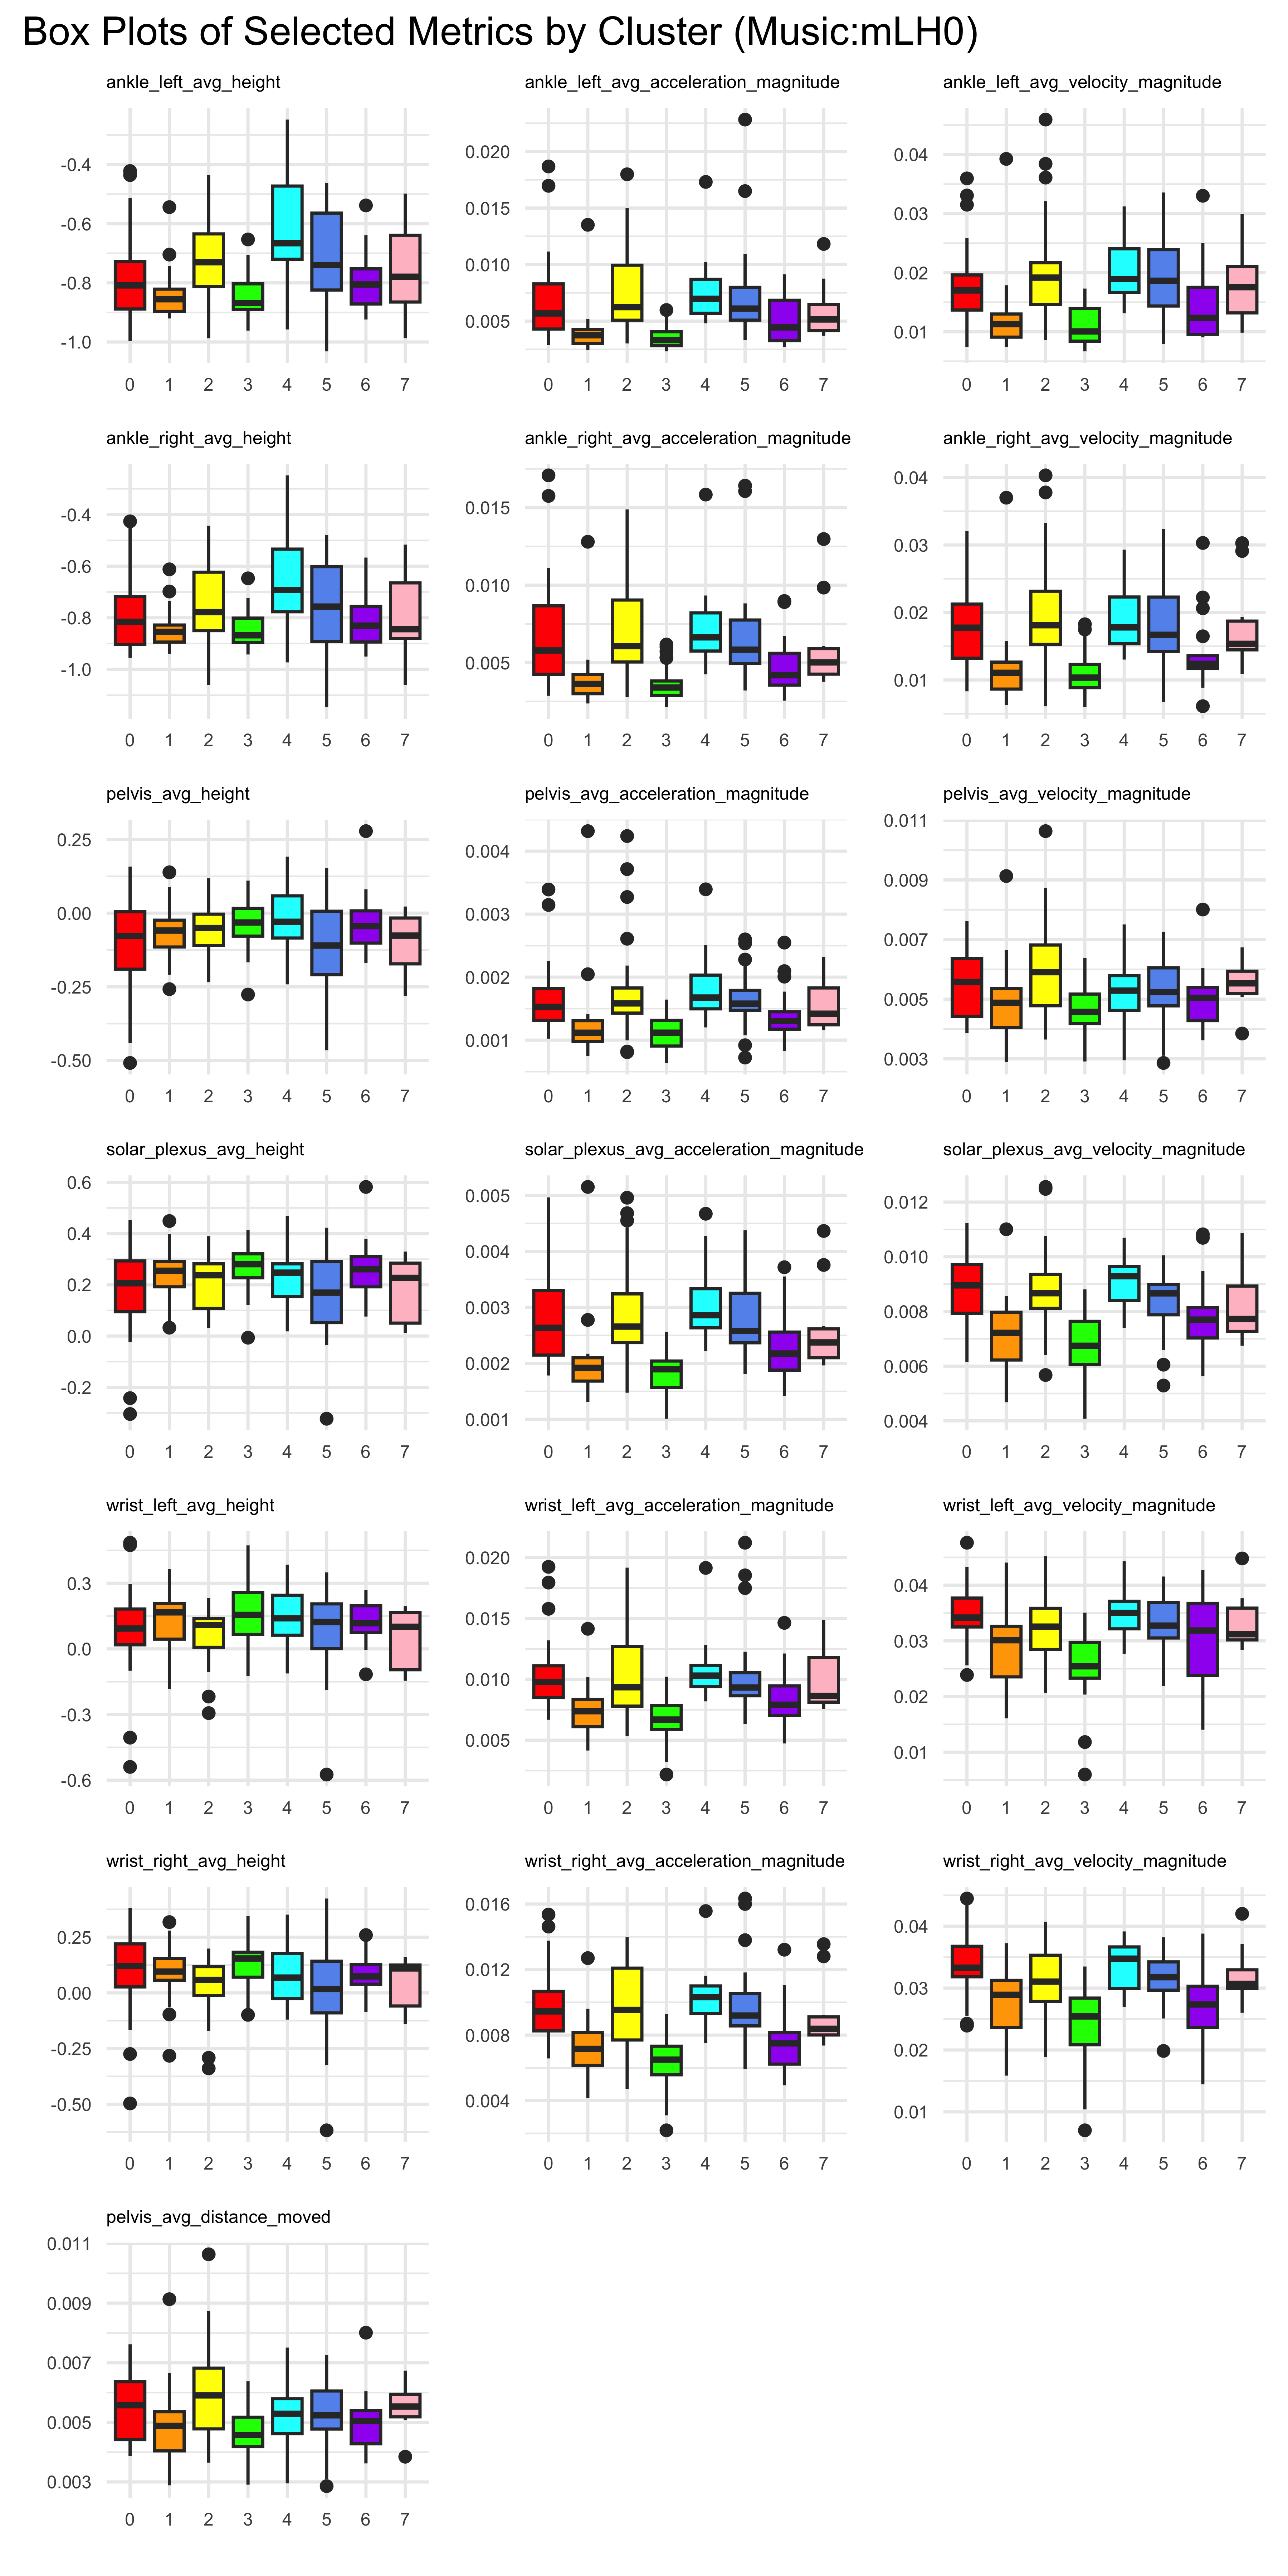 Box Plots of Selected Metrics by Cluster (Music:mLH0)
ankle_left_avg_height
-0.4
-0.6
-0.8
-1.0
0 1 2 3 4 5 6 7
ankle_left_avg_acceleration_magnitude
0.020
0.015
0.010
0.005
0 1 2 3 4 5 6 7
ankle_left_avg_velocity_magnitude
0.04
0.03
0.02
0.01
0 1 2 3 4 5 6 7
ankle_right_avg_height
-0.4
-0.6
-0.8
-1.0
0 1 2 3 4 5 6 7
ankle_right_avg_acceleration_magnitude
0.015
0.010
0.005
0 1 2 3 4 5 6 7
ankle_right_avg_velocity_magnitude
0.04
0.03
0.02
0.01
0 1 2 3 4 5 6 7
pelvis_avg_height
0.25
0.00
-0.25
-0.50
0 1 2 3 4 5 6 7
pelvis_avg_acceleration_magnitude
0.004
0.003
0.002
0.001
0 1 2 3 4 5 6 7
pelvis_avg_velocity_magnitude
0.011
0.009
0.007
0.005
0.003
0 1 2 3 4 5 6 7
solar_plexus_avg_height
0.6
0.4
0.2
0.0
-0.2
0 1 2 3 4 5 6 7
solar_plexus_avg_acceleration_magnitude
0.005
0.004
0.003
0.002
0.001
0 1 2 3 4 5 6 7
solar_plexus_avg_velocity_magnitude
0.012
0.010
0.008
0.006
0.004
0 1 2 3 4 5 6 7
wrist_left_avg_height
0.3
0.0
-0.3
-0.6
0 1 2 3 4 5 6 7
wrist_left_avg_acceleration_magnitude
0.020
0.015
0.010
0.005
0 1 2 3 4 5 6 7
wrist_left_avg_velocity_magnitude
0.04
0.03
0.02
0.01
0 1 2 3 4 5 6 7
wrist_right_avg_height
0.25
0.00
-0.25
-0.50
0 1 2 3 4 5 6 7
wrist_right_avg_acceleration_magnitude
0.016
0.012
0.008
0.004
0 1 2 3 4 5 6 7
wrist_right_avg_velocity_magnitude
0.04
0.03
0.02
0.01
0 1 2 3 4 5 6 7
pelvis_avg_distance_moved
0.011
0.009
0.007
0.005
0.003
0 1 2 3 4 5 6 7